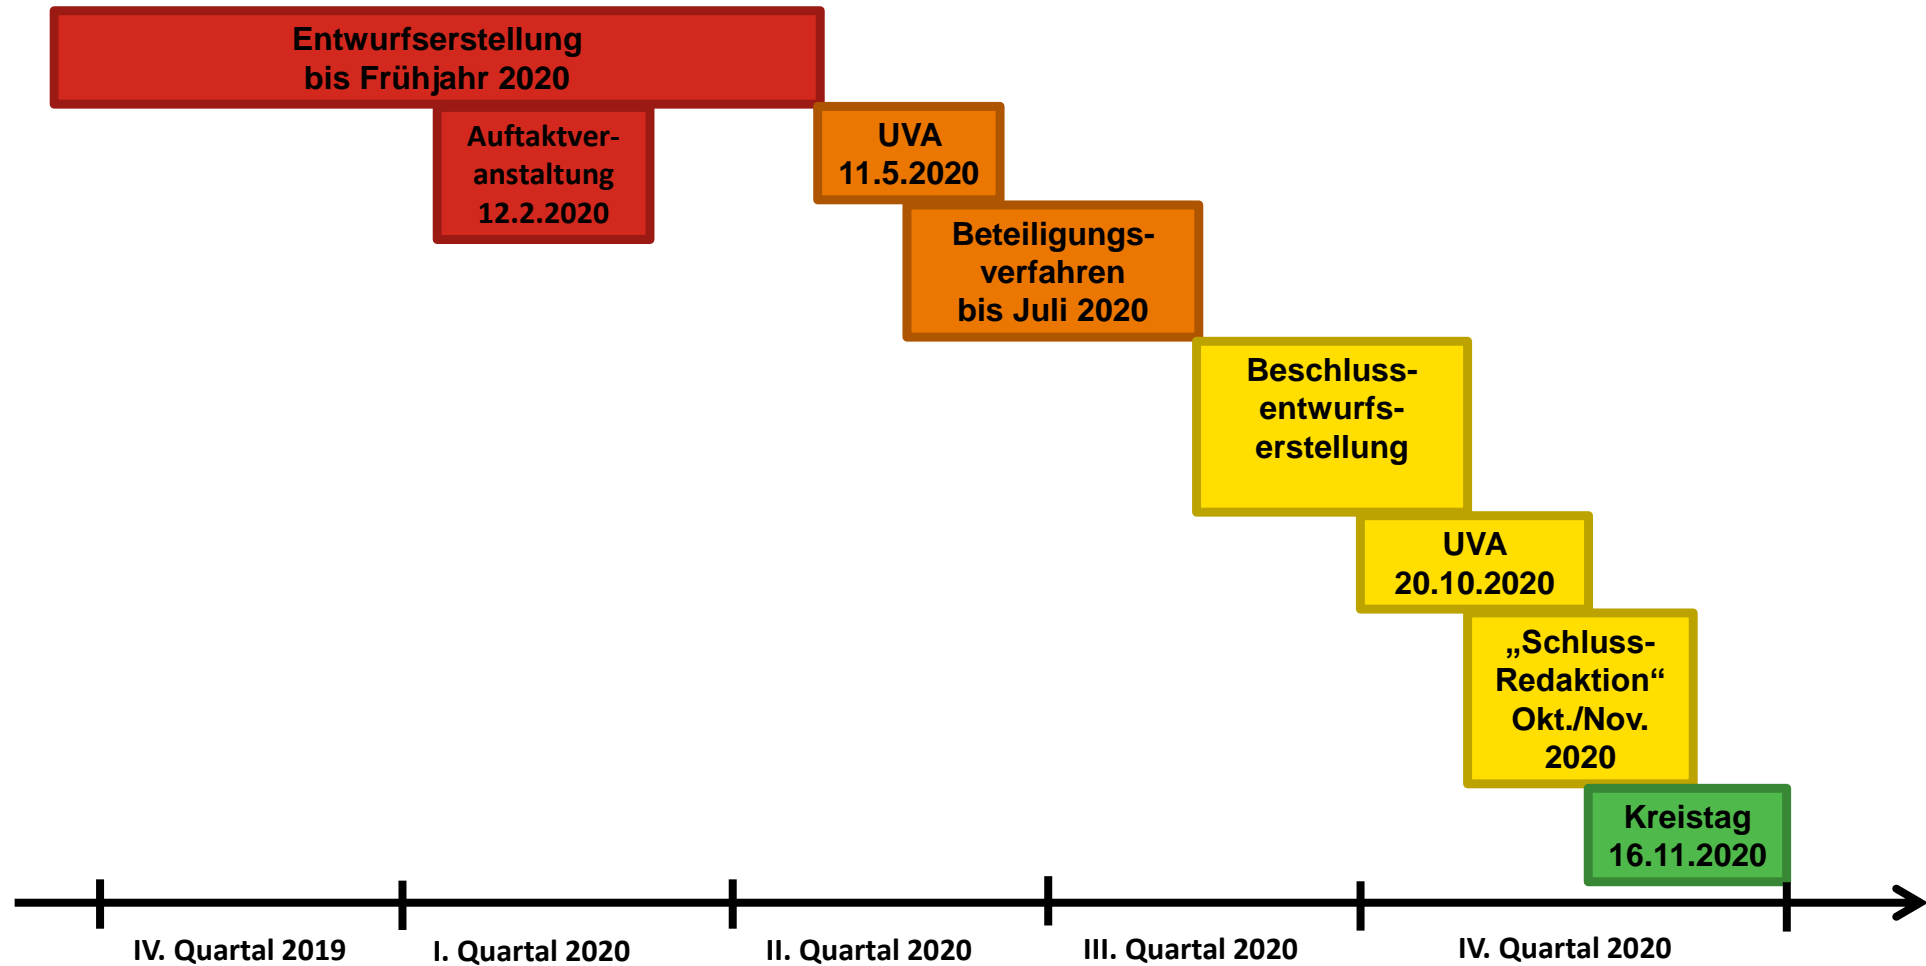 Entwurfserstellung
bis Frühjahr 2020
Auftaktver-
anstaltung
12.2.2020
UVA
11.5.2020
Beteiligungs-
verfahren
bis Juli 2020
Beschluss-
entwurfs-
erstellung
UVA
20.10.2020
„Schluss-
Redaktion“
Okt./Nov.
2020
Kreistag
16.11.2020
IV. Quartal 2019
I. Quartal 2020
II. Quartal 2020
III. Quartal 2020
IV. Quartal 2020